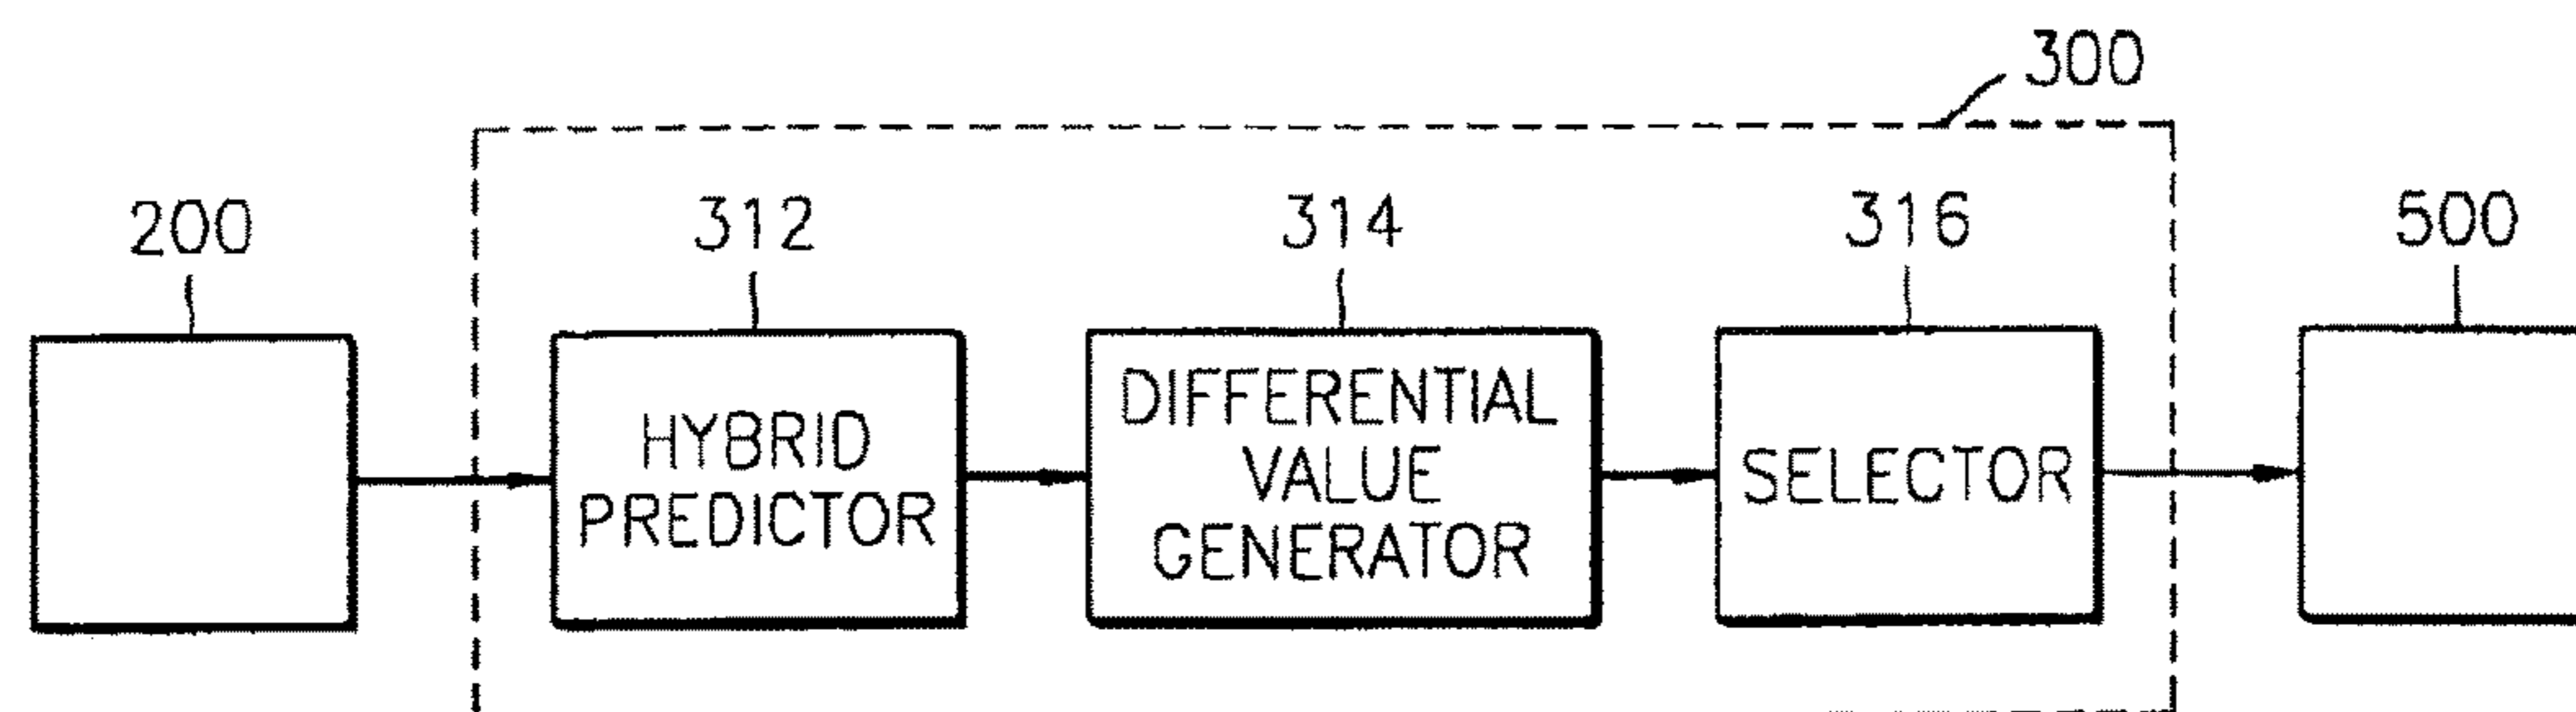 300
200
312
314
316
500
HYBRID
PREDICTOR
DIFFERENTIAL
VALUE
GENERATOR
SELECTOR